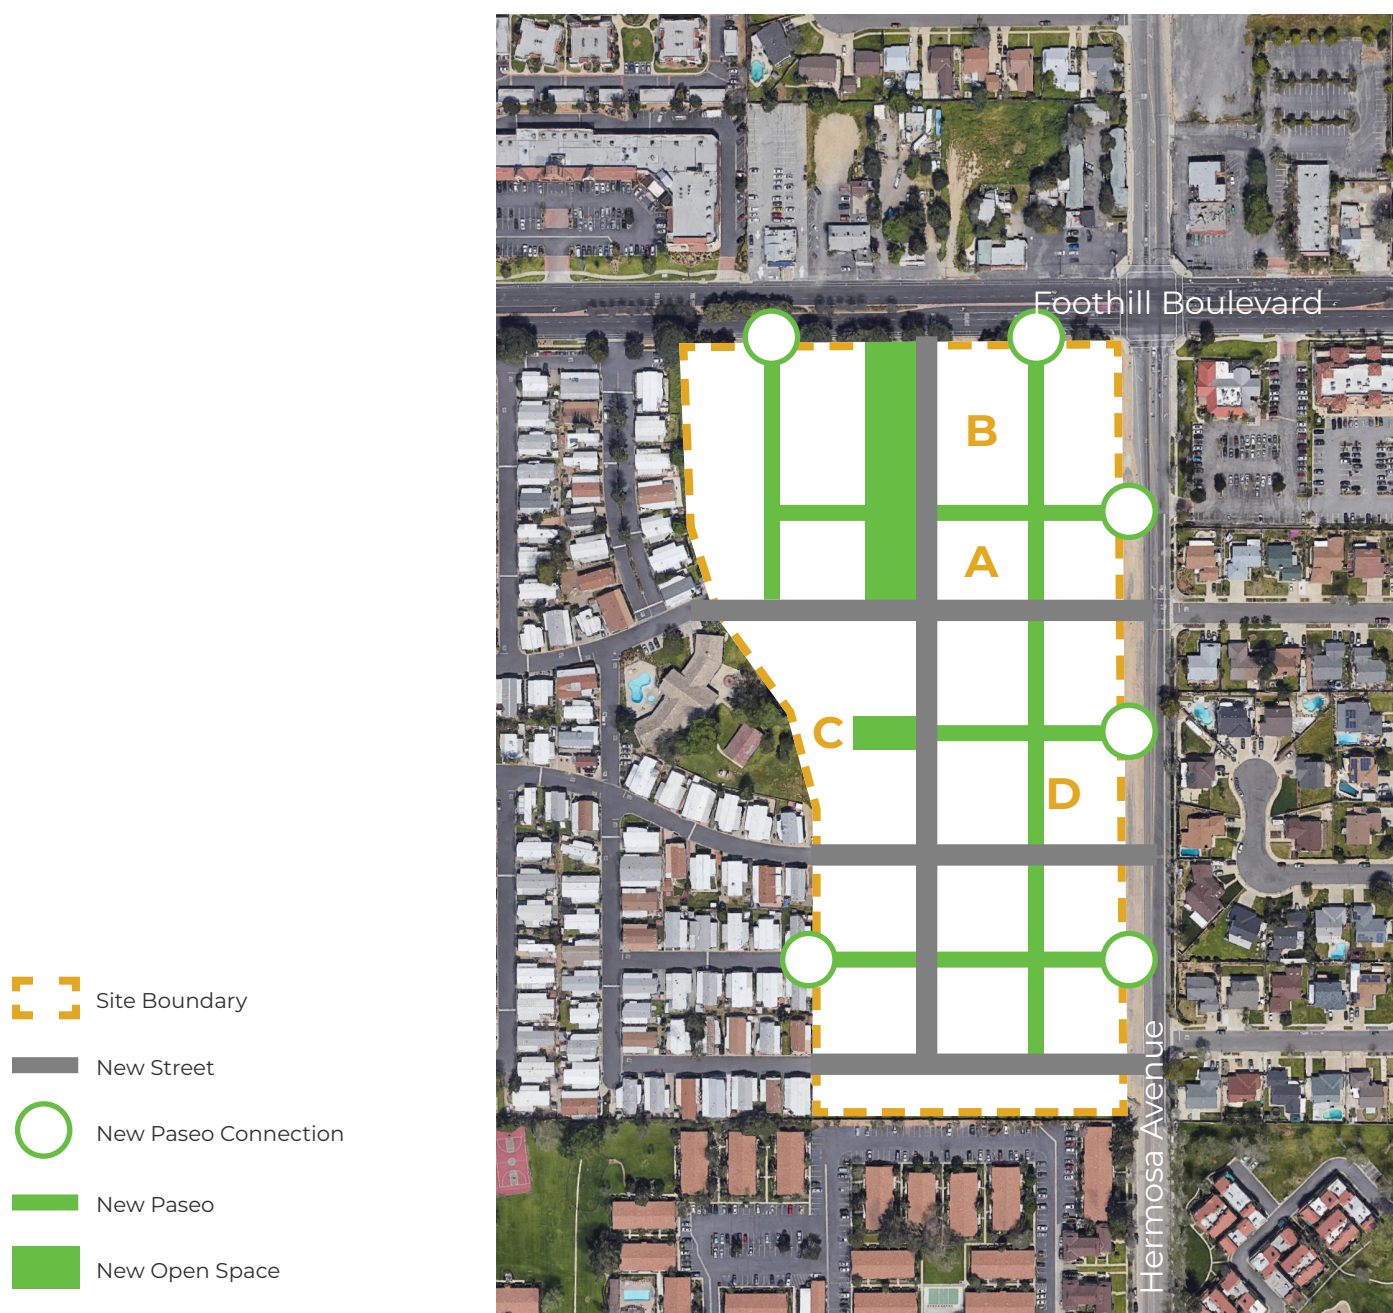 Foothill Boulevard
B
A
C
D
Hermosa Avenue
Site Boundary
New Street
New Paseo Connection
New Paseo
New Open Space